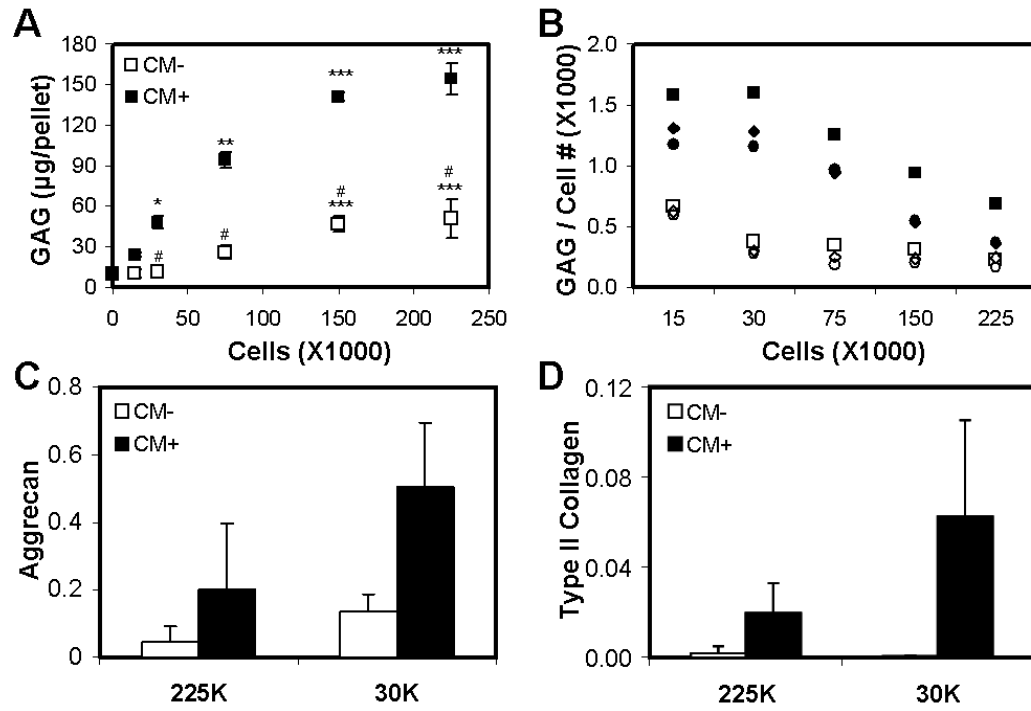 A
180
150
120
90
60
30
0
GAG (µg/pellet)
CM-
CM+
*
**
***
***
#
#
#
***
#
***
0 50 100 150 200 250
Cells (X1000)
B
2.0
1.5
1.0
0.5
0.0
GAG / Cell # (X1000)
15 30 75 150 225
Cells (X1000)
C
0.8
0.6
0.4
0.2
0
Aggrecan
CM-
CM+
225K 30K
D
0.12
0.08
0.04
0.00
Type II Collagen
CM-
CM+
225K 30K